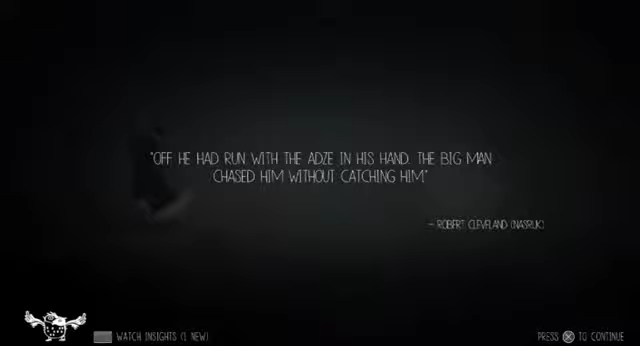 "OFF HE HAD RUN WITH THE ADZE IN HIS HAND. THE BIG MAN
CHASED HIM WITHOUT CATCHING HIM"
– ROBERT CLEVELAND (NASRUK)
WATCH INSIGHTS (1 NEW)
PRESS ⊗ TO CONTINUE